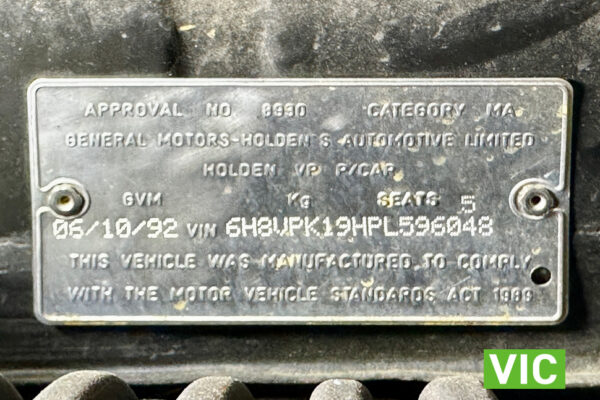 APPROVAL NO 8990 CATEGORY MA
GENERAL MOTORS-HOLDEN'S AUTOMOTIVE LIMITED
HOLDEN VP P/CAR
GVM Kg SEATS 5
06/10/92 VIN 6H8VPK19HPL596048
THIS VEHICLE WAS MANUFACTURED TO COMPLY
WITH THE MOTOR VEHICLE STANDARDS ACT 1989
VIC